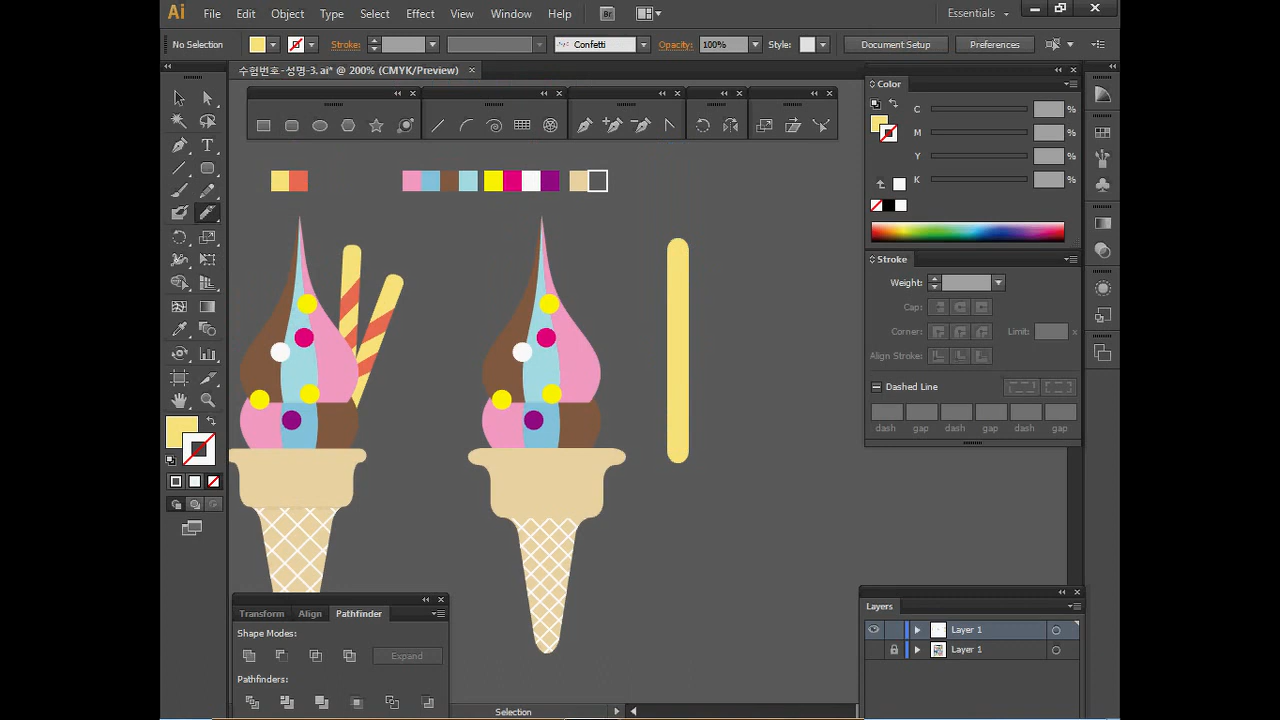 Ai File Edit Object Type Select Effect View Window Help Br Essentials
No Selection Stroke: Confetti Opacity: 100% Style: Document Setup Preferences
수험번호-성명-3.ai* @ 200% (CMYK/Preview)
Color
C %
M %
Y %
K %
Stroke
Weight:
Cap:
Corner: Limit: x
Align Stroke:
Dashed Line
dash gap dash gap dash gap
Layers
Layer 1
Layer 1
Transform Align Pathfinder
Shape Modes:
Expand
Pathfinders:
Selection